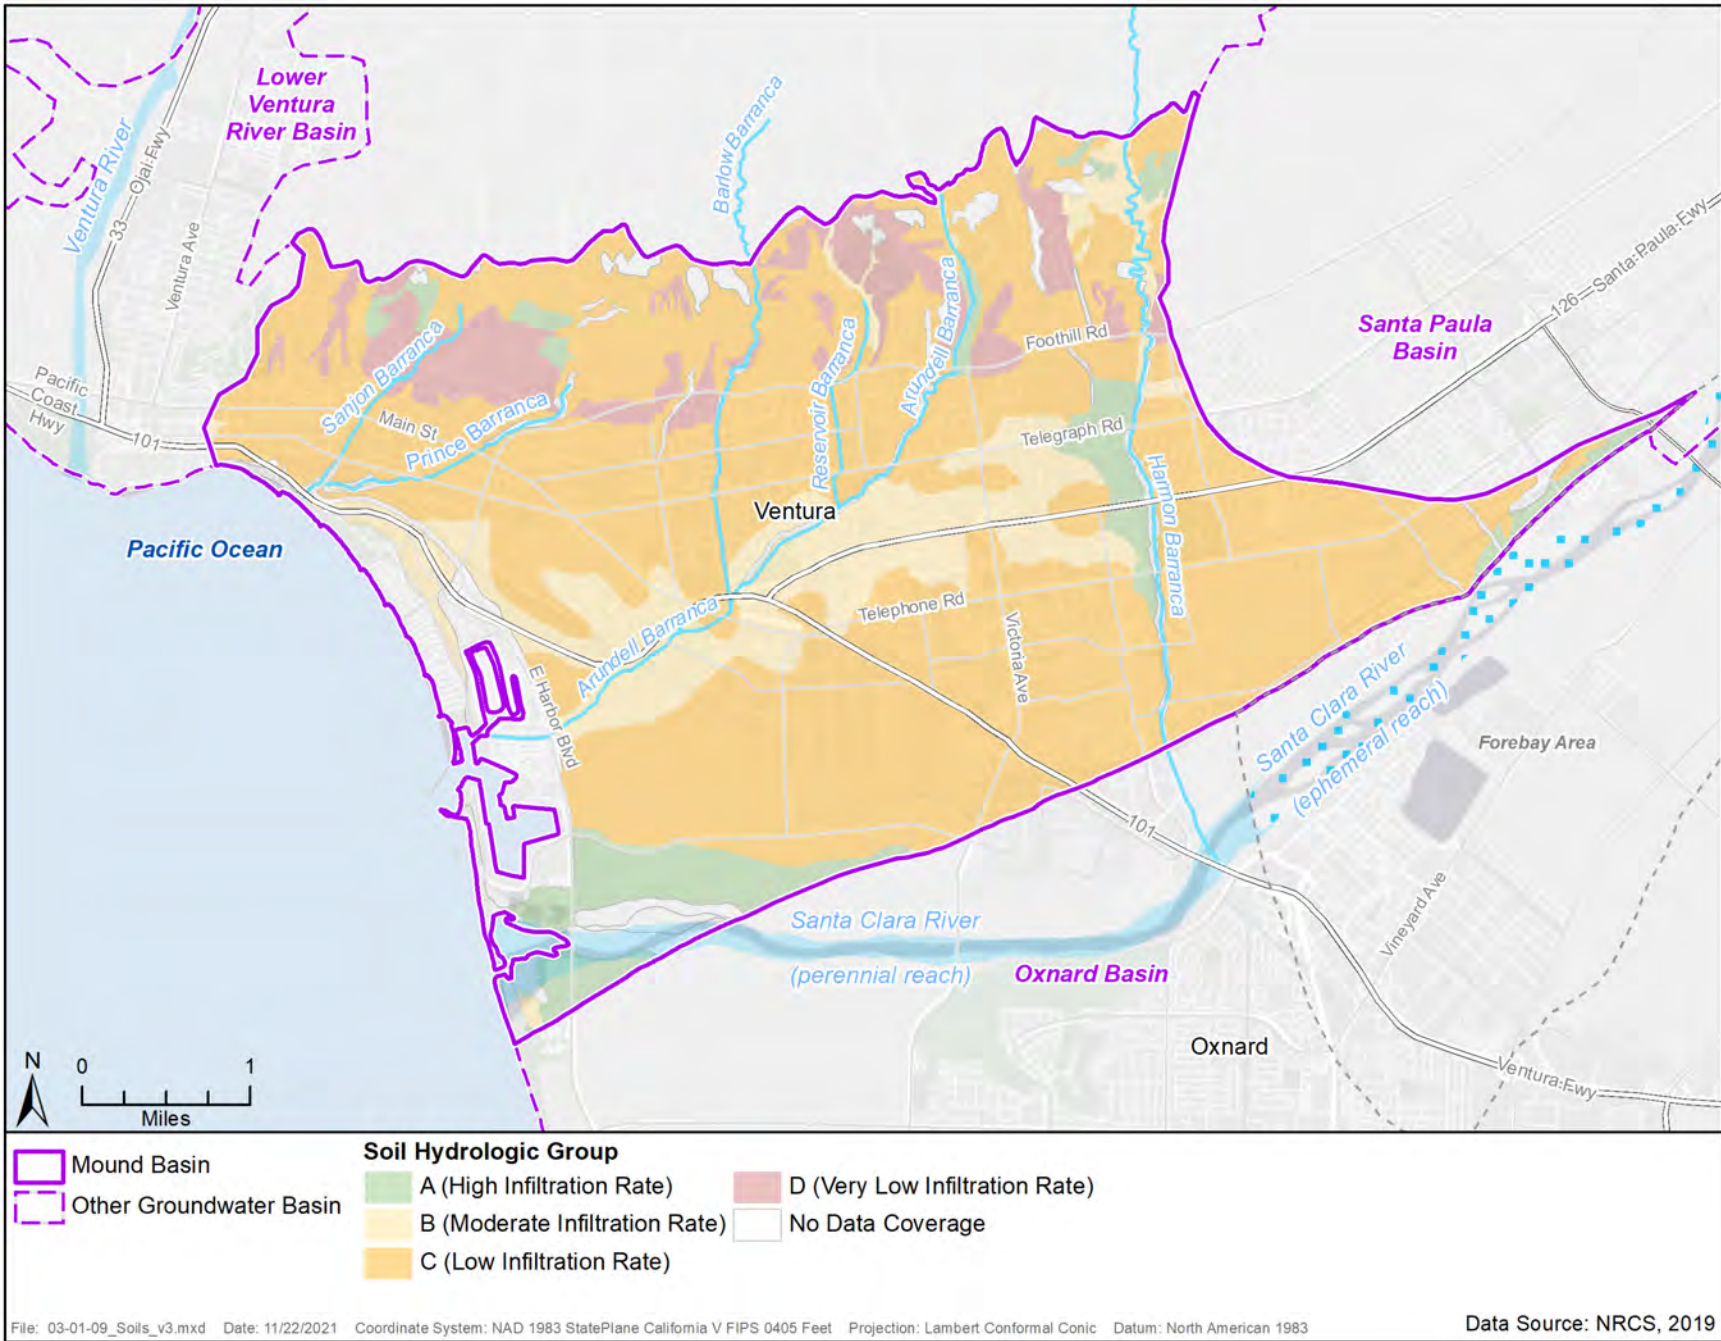 Lower
Ventura
River Basin
Ventura River
33
Ojai Fwy
Ventura Ave
Barlow Barranca
126
Santa Paula Fwy
Santa Paula
Basin
Pacific
Coast
Hwy
101
Sanjon Barranca
Main St
Prince Barranca
Reservoir Barranca
Arundell Barranca
Foothill Rd
Telegraph Rd
Harmon Barranca
Ventura
Pacific Ocean
Arundell Barranca
Telephone Rd
Victoria Ave
E Harbor Blvd
Santa Clara River
(ephemeral reach)
Forebay Area
101
Vineyard Ave
Santa Clara River
(perennial reach)
Oxnard Basin
Oxnard
Ventura Fwy
N
0 1
Miles
Mound Basin
Other Groundwater Basin
Soil Hydrologic Group
A (High Infiltration Rate)
B (Moderate Infiltration Rate)
C (Low Infiltration Rate)
D (Very Low Infiltration Rate)
No Data Coverage
File: 03-01-09_Soils_v3.mxd Date: 11/22/2021 Coordinate System: NAD 1983 StatePlane California V FIPS 0405 Feet Projection: Lambert Conformal Conic Datum: North American 1983
Data Source: NRCS, 2019